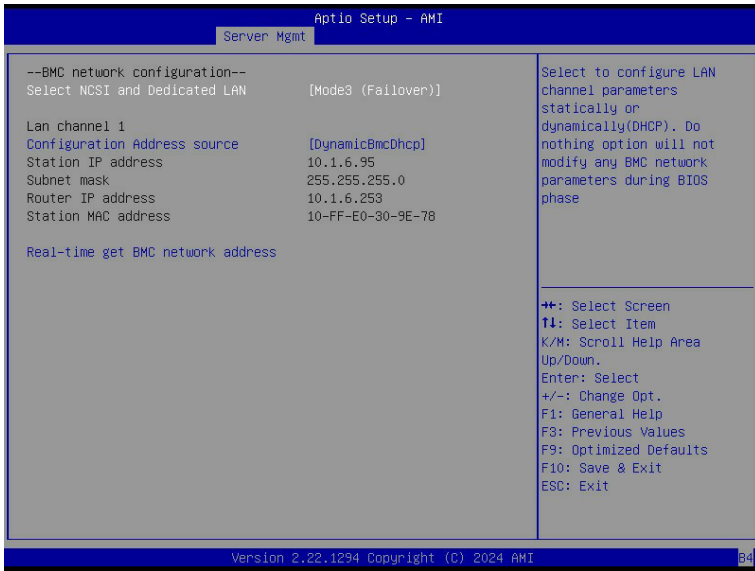 Aptio Setup – AMI
Server Mgmt
--BMC network configuration--
Select NCSI and Dedicated LAN [Mode3 (Failover)]
Lan channel 1
Configuration Address source [DynamicBmcDhcp]
Station IP address 10.1.6.95
Subnet mask 255.255.255.0
Router IP address 10.1.6.253
Station MAC address 10-FF-E0-30-9E-78
Real-time get BMC network address
Select to configure LAN
channel parameters
statically or
dynamically(DHCP). Do
nothing option will not
modify any BMC network
parameters during BIOS
phase
→←: Select Screen
↑↓: Select Item
K/M: Scroll Help Area
Up/Down.
Enter: Select
+/-: Change Opt.
F1: General Help
F3: Previous Values
F9: Optimized Defaults
F10: Save & Exit
ESC: Exit
Version 2.22.1294 Copyright (C) 2024 AMI
B4